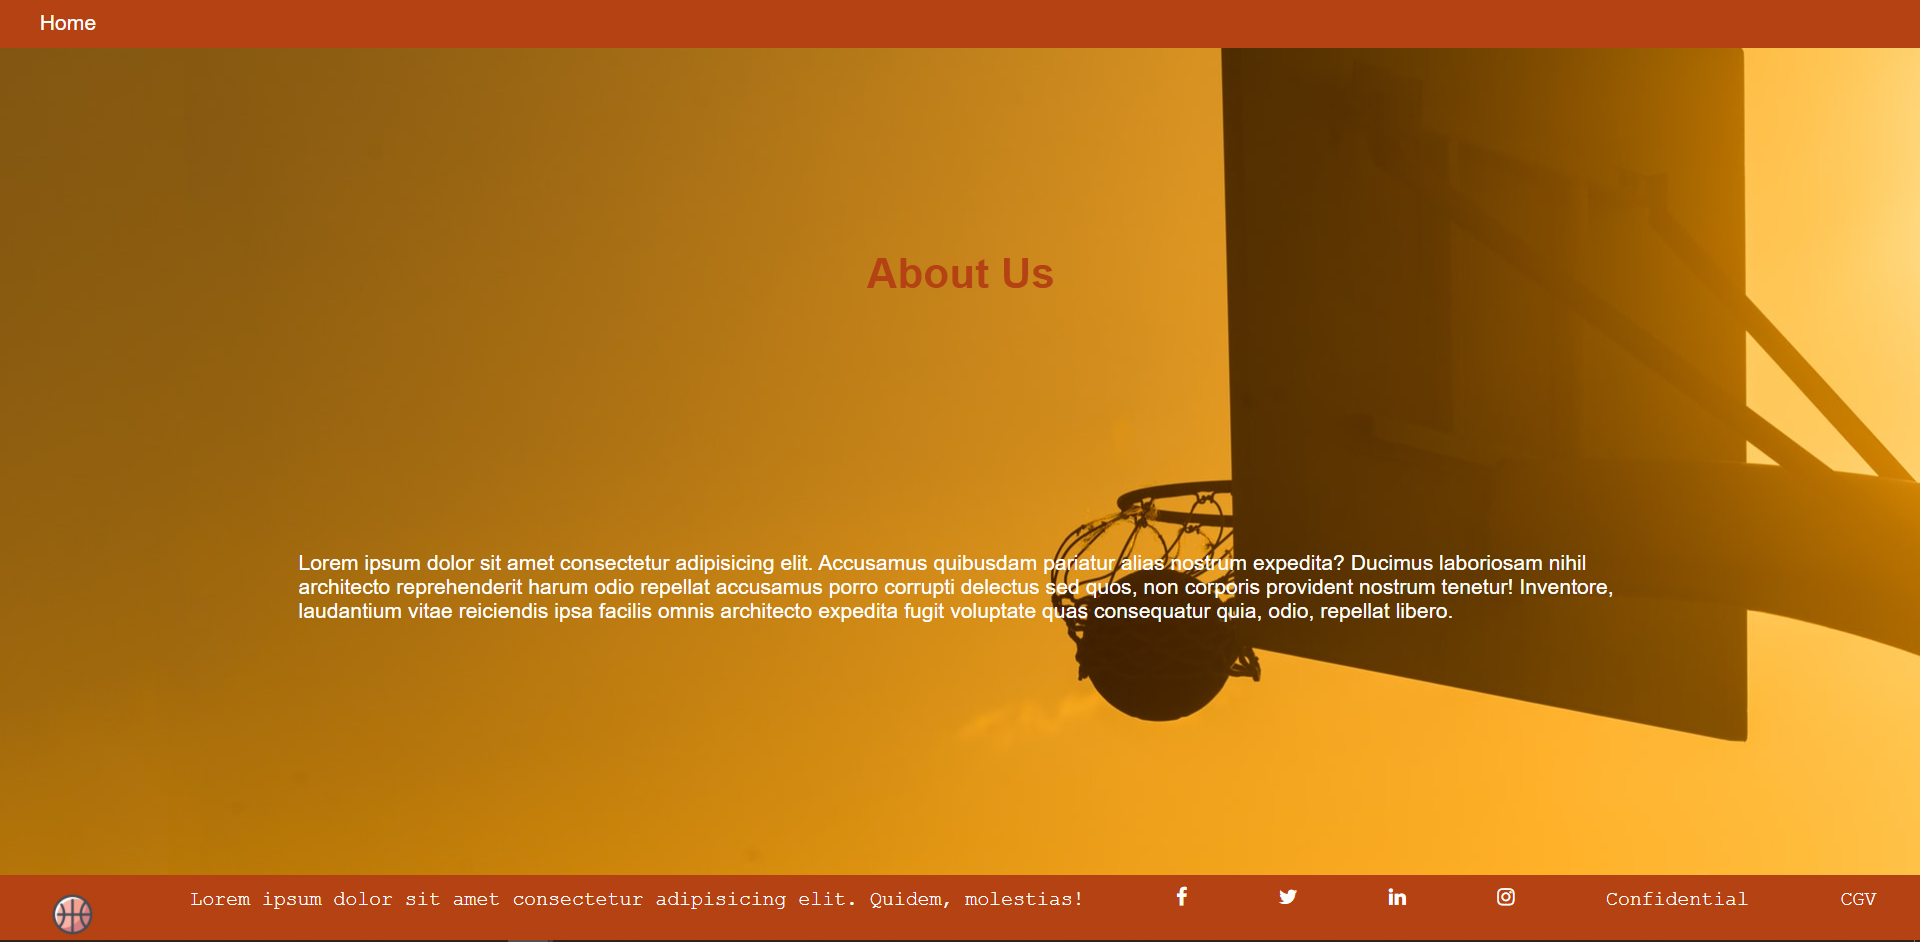 Home
About Us
Lorem ipsum dolor sit amet consectetur adipisicing elit. Accusamus quibusdam pariatur alias nostrum expedita? Ducimus laboriosam nihil
architecto reprehenderit harum odio repellat accusamus porro corrupti delectus sed quos, non corporis provident nostrum tenetur! Inventore,
laudantium vitae reiciendis ipsa facilis omnis architecto expedita fugit voluptate quas consequatur quia, odio, repellat libero.
Lorem ipsum dolor sit amet consectetur adipisicing elit. Quidem, molestias! Confidential CGV